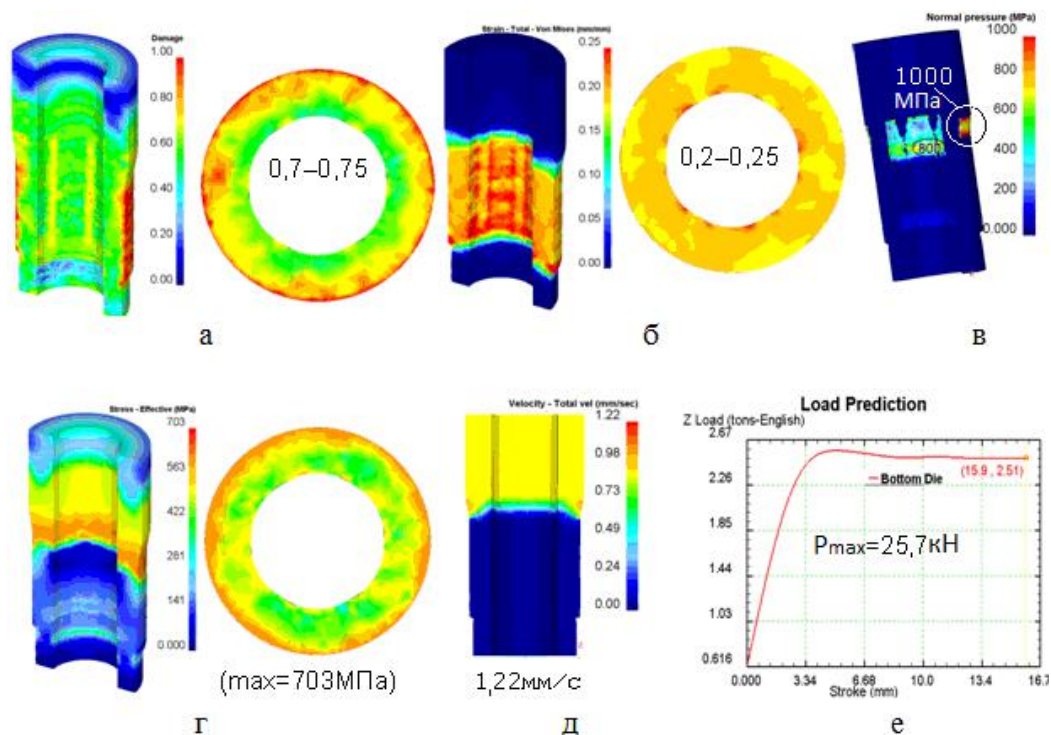 Damage
1.00
0.80
0.60
0.40
0.20
0.00
0,7–0,75
а
Strain - Total - Von Mises (mm/mm)
0.25
0.20
0.15
0.10
0.05
0.00
0,2–0,25
б
Normal pressure (MPa)
1000
800
600
400
200
0.000
1000
МПа
(800)
в
Stress - Effective (MPa)
703
563
422
281
541
0.000
(max=703МПа)
г
Velocity - Total vel (mm/sec)
1.22
0.98
0.73
0.49
0.24
0.00
1,22мм/с
д
Load Prediction
Z Load (tons-English)
2.67
2.26
1.85
1.44
1.03
0.616
0.000
3.34
6.68
10.0
13.4
16.7
Stroke (mm)
Bottom Die
(15.9 , 2.51)
Pmax=25,7кН
е